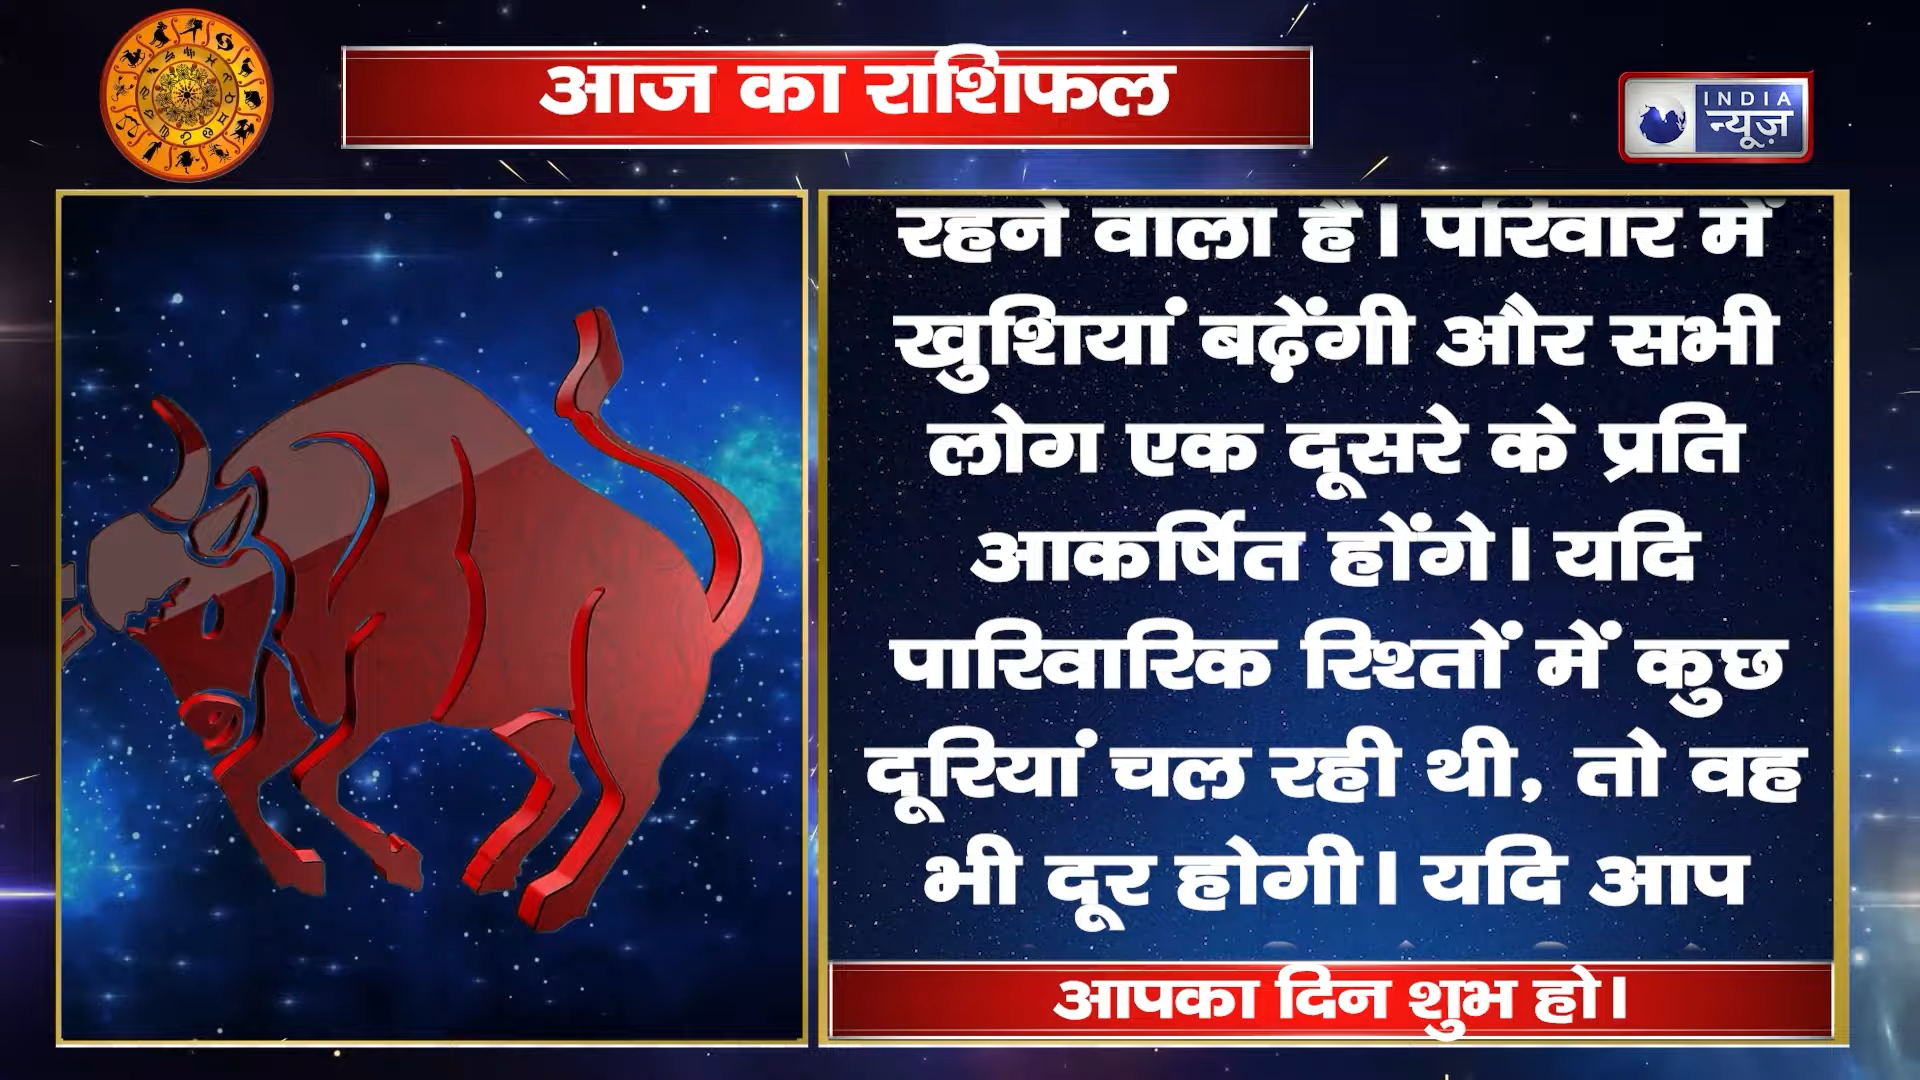 आज का राशिफल
INDIA
न्यूज़
रहने वाला है। परिवार में
खुशियां बढ़ेंगी और सभी
लोग एक दूसरे के प्रति
आकर्षित होंगे। यदि
पारिवारिक रिश्तों में कुछ
दूरियां चल रही थी, तो वह
भी दूर होगी। यदि आप
आपका दिन शुभ हो।